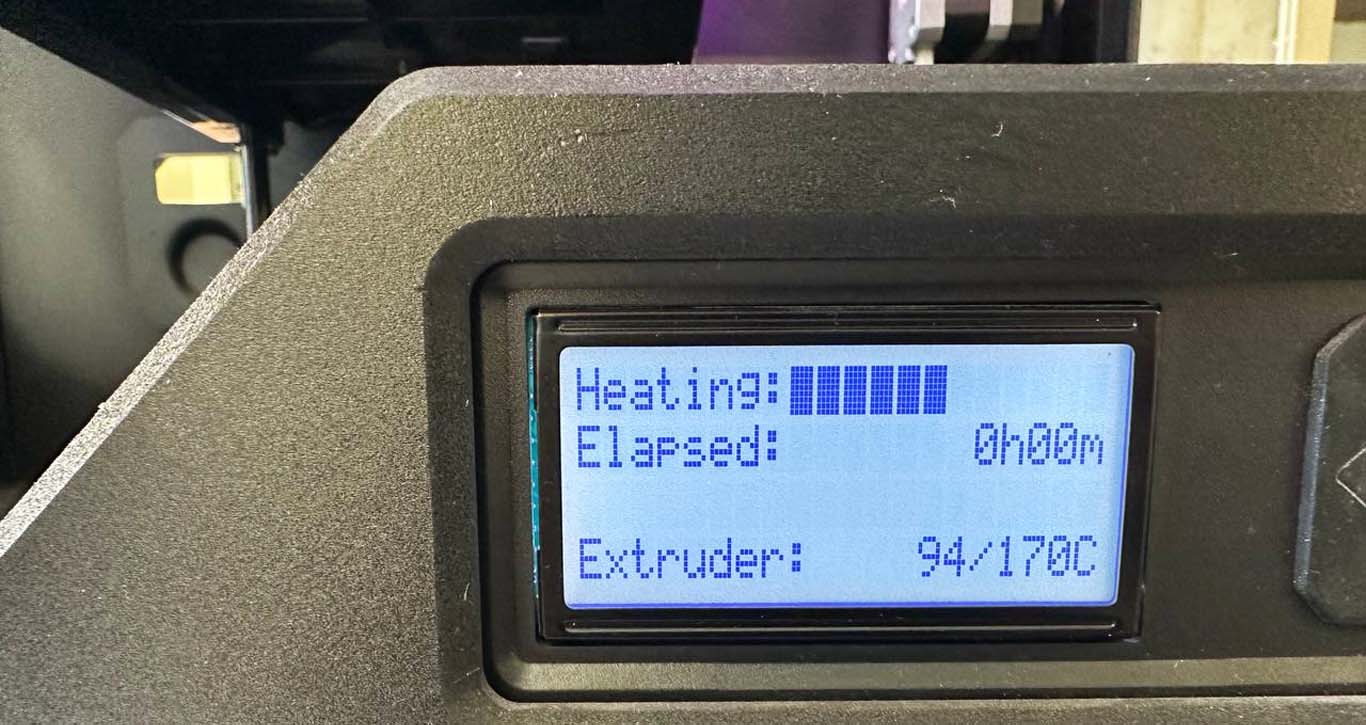 Heating:
Elapsed: 0h00m
Extruder: 94/170C